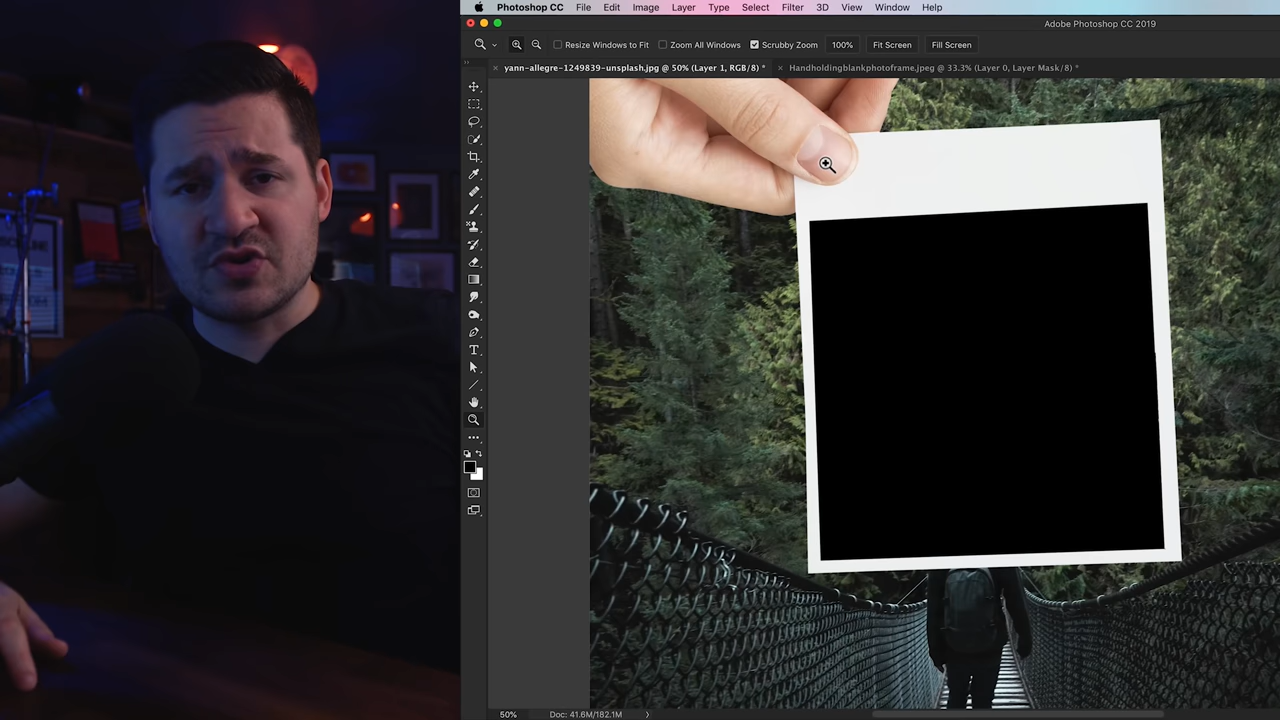 Photoshop CC File Edit Image Layer Type Select Filter 3D View Window Help
Adobe Photoshop CC 2019
Resize Windows to Fit Zoom All Windows Scrubby Zoom 100% Fit Screen Fill Screen
yann-allegre-1249839-unsplash.jpg @ 50% (Layer 1, RGB/8) *
Handholdingblankphotoframe.jpeg @ 33.3% (Layer 0, Layer Mask/8) *
50% Doc: 41.6M/182.1M